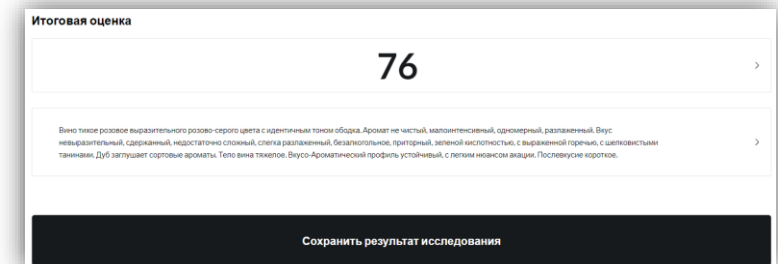 Итоговая оценка
76
Вино тихое розовое выразительного розово-серого цвета с идентичным тоном ободка. Аромат не чистый, малоинтенсивный, одномерный, разлаженный. Вкус
невыразительный, сдержанный, недостаточно сложный, слегка разлаженный, безалкогольное, приторный, зеленой кислотностью, с выраженной горечью, с шелковистыми
танинами. Дуб заглушает сортовые ароматы. Тело вина тяжелое. Вкусо-Ароматический профиль устойчивый, с легким нюансом акации. Послевкусие короткое.
Сохранить результат исследования